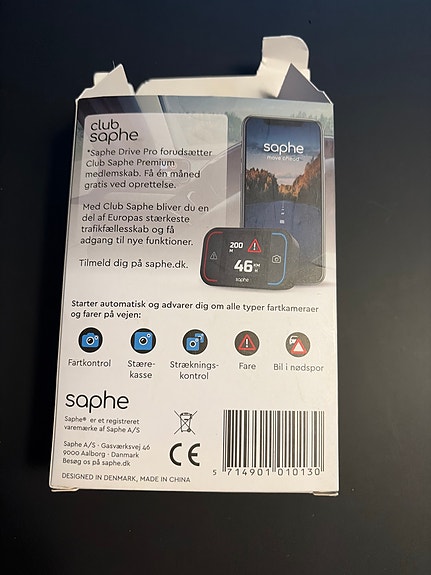 club
saphe
*Saphe Drive Pro forudsætter
Club Saphe Premium
medlemskab. Få én måned
gratis ved oprettelse.
Med Club Saphe bliver du en
del af Europas stærkeste
trafikfællesskab og få
adgang til nye funktioner.
Tilmeld dig på saphe.dk.
saphe
move ahead
200
M
46 KM
saphe
Starter automatisk og advarer dig om alle typer fartkameraer
og farer på vejen:
Fartkontrol
Stære-
kasse
Stræknings-
kontrol
Fare
Bil i nødspor
saphe
Saphe® er et registreret
varemærke af Saphe A/S
Saphe A/S · Gasværksvej 46
9000 Aalborg · Danmark
Besøg os på saphe.dk
CE
5 714901 010130
DESIGNED IN DENMARK, MADE IN CHINA